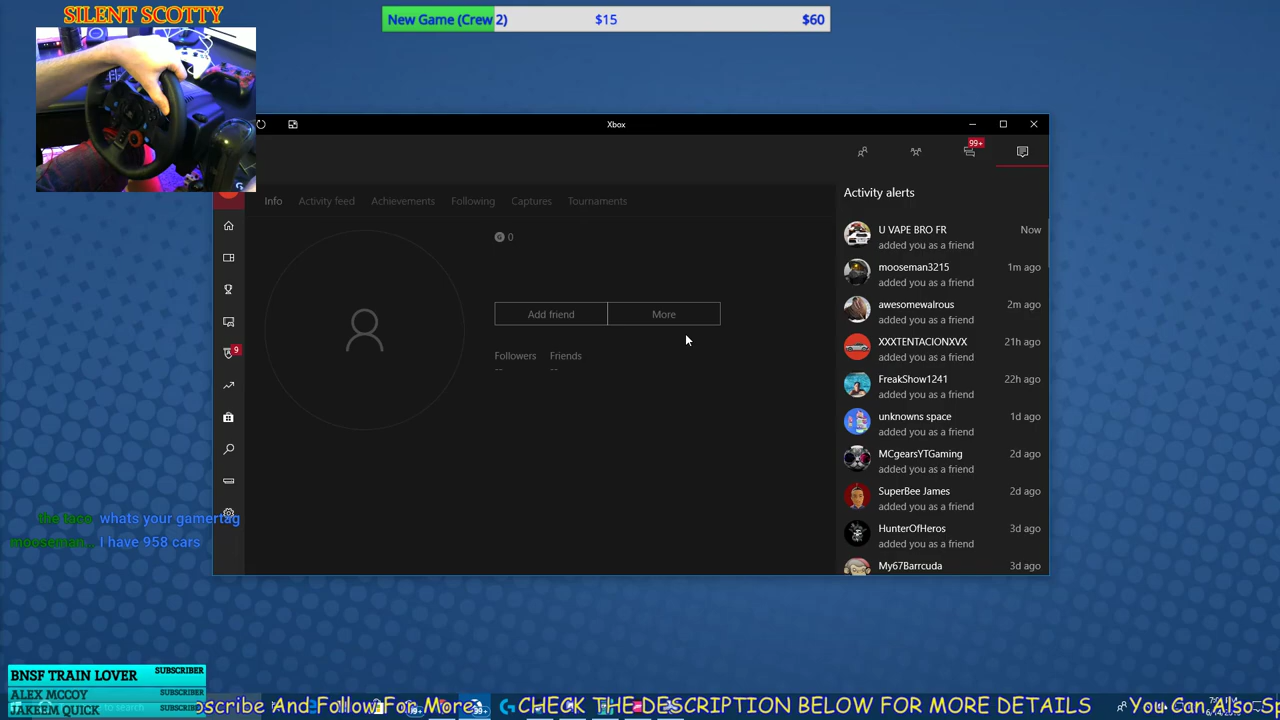 SILENT SCOTTY
New Game (Crew 2) $15 $60
Xbox
99+
Activity alerts
Info Activity feed Achievements Following Captures Tournaments
G 0
Add friend More
Followers Friends
-- --
9
U VAPE BRO FR Now
added you as a friend
mooseman3215 1m ago
added you as a friend
awesomewalrous 2m ago
added you as a friend
XXXTENTACIONXVX 21h ago
added you as a friend
FreakShow1241 22h ago
added you as a friend
unknowns space 1d ago
added you as a friend
MCgearsYTGaming 2d ago
added you as a friend
SuperBee James 2d ago
added you as a friend
HunterOfHeros 3d ago
added you as a friend
My67Barrcuda 3d ago
the taco: whats your gamertag
mooseman... I have 958 cars
BNSF TRAIN LOVER SUBSCRIBER
ALEX MCCOY SUBSCRIBER
JAKEEM QUICK SUBSCRIBER
to search
bscribe And Follow For More CHECK THE DESCRIPTION BELOW FOR MORE DETAILS You Can Also Sp